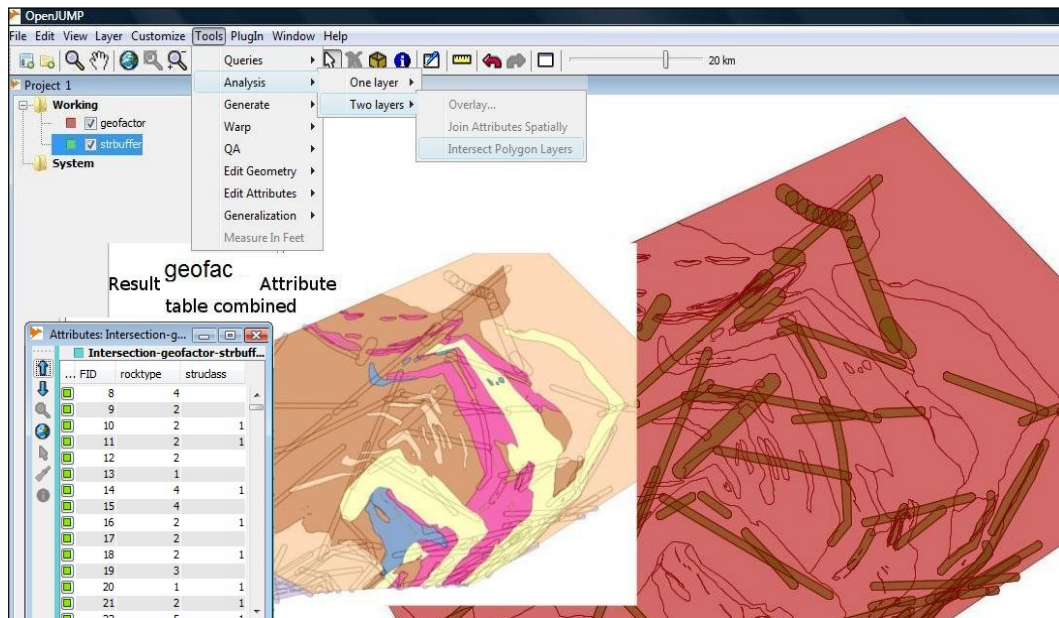 OpenJUMP
File Edit View Layer Customize Tools PlugIn Window Help
20 km
Project 1
Working
geofactor
strbuffer
System
Queries
Analysis
Generate
Warp
QA
Edit Geometry
Edit Attributes
Generalization
Measure In Feet
One layer
Two layers
Overlay...
Join Attributes Spatially
Intersect Polygon Layers
Result geofac Attribute
table combined
Attributes: Intersection-g...
Intersection-geofactor-strbuff...
... FID rocktype struclass
8 4
9 2
10 2 1
11 2 1
12 2
13 1
14 4 1
15 4
16 2 1
17 2
18 2 1
19 3
20 1 1
21 2 1